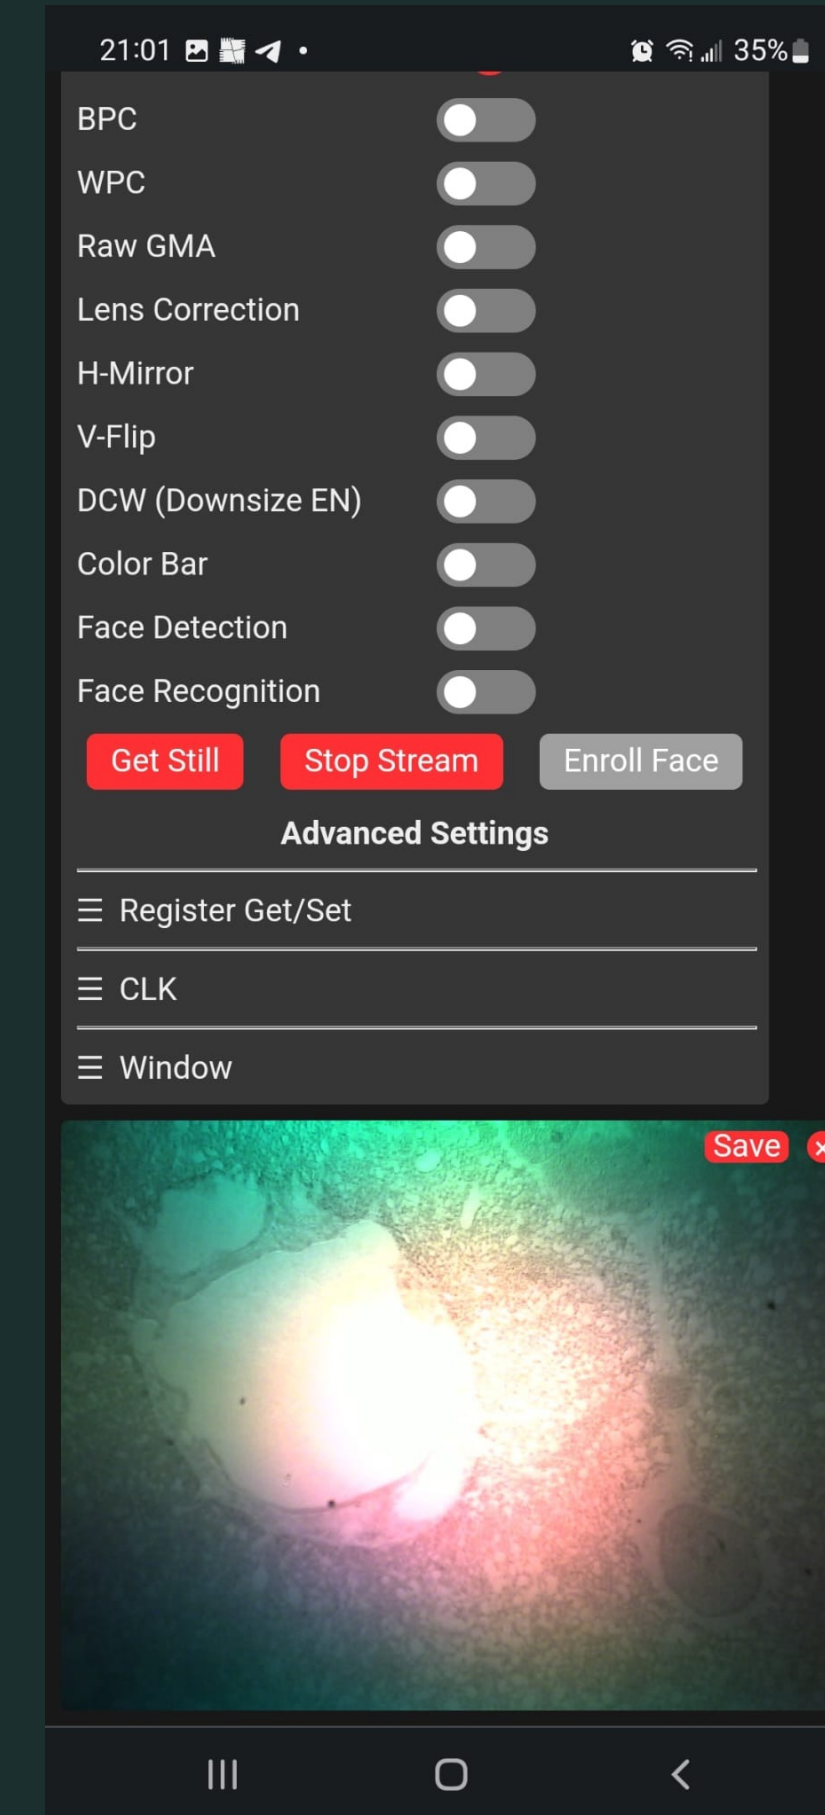 21:01 35%
BPC
WPC
Raw GMA
Lens Correction
H-Mirror
V-Flip
DCW (Downsize EN)
Color Bar
Face Detection
Face Recognition
Get Still Stop Stream Enroll Face
Advanced Settings
Register Get/Set
CLK
Window
Save